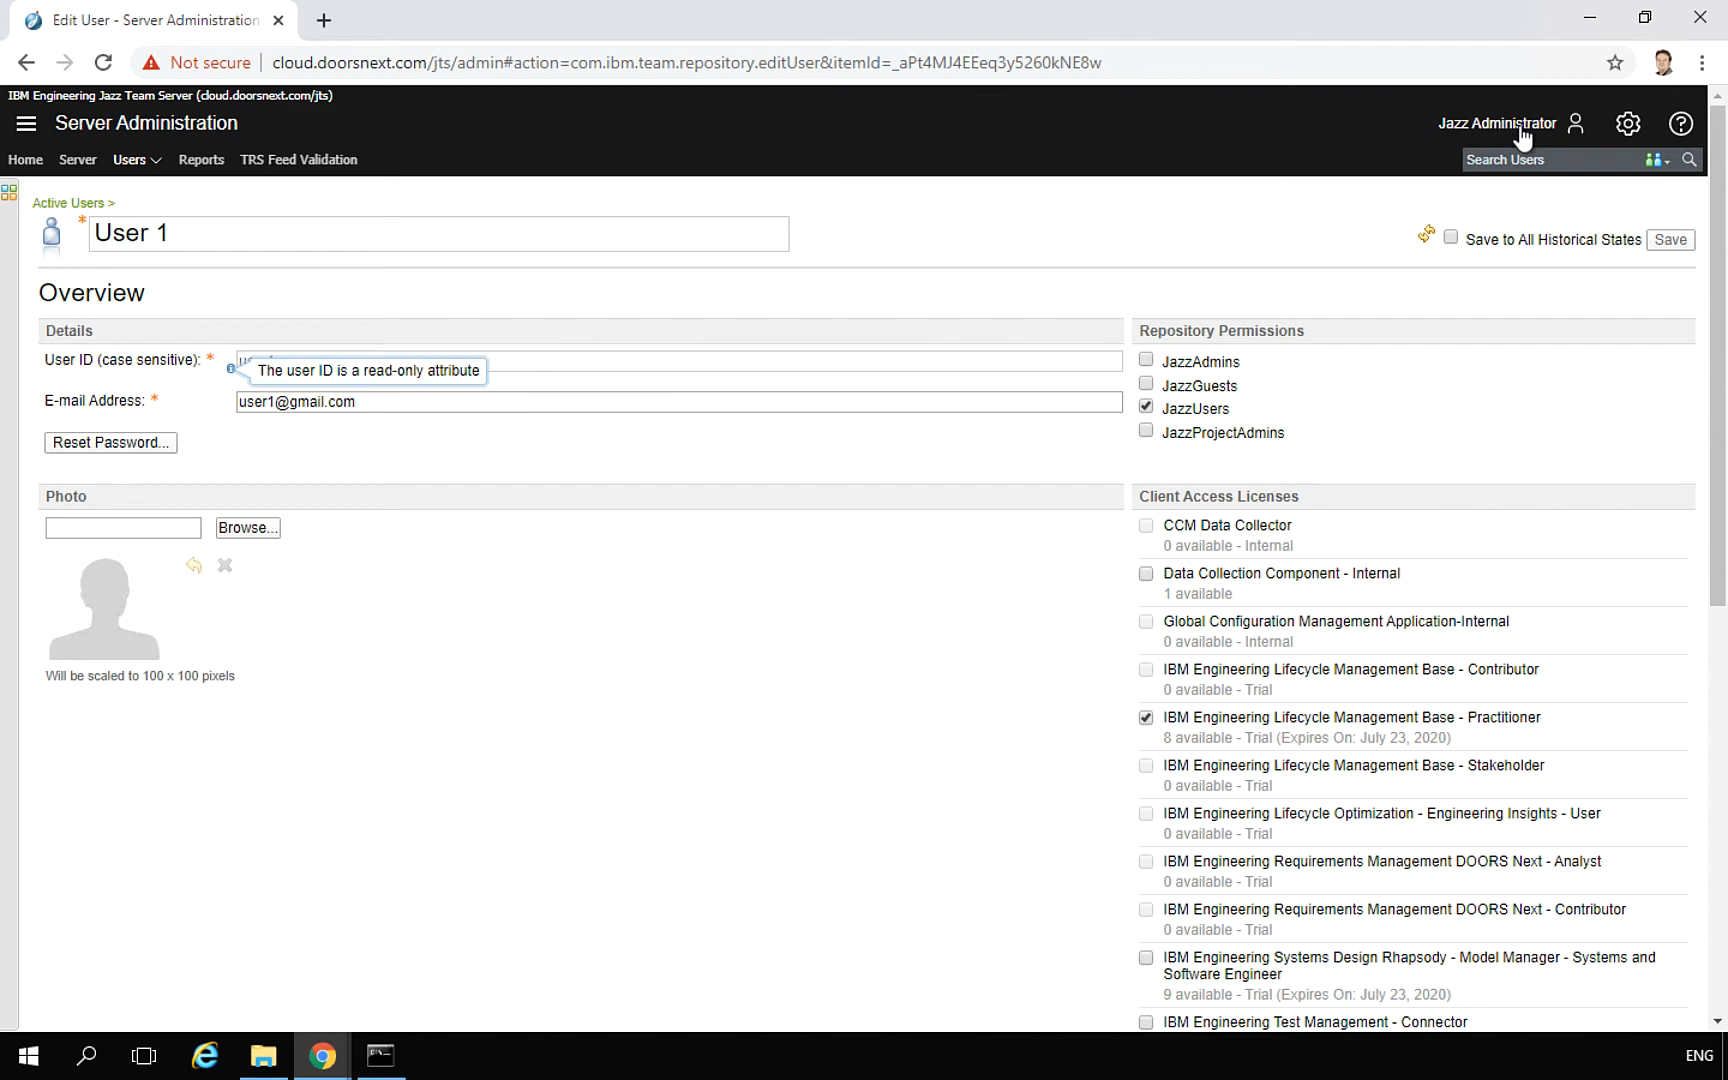 Edit User - Server Administration
Not secure
cloud.doorsnext.com/jts/admin#action=com.ibm.team.repository.editUser&itemId=_aPt4MJ4EEeq3y5260kNE8w
IBM Engineering Jazz Team Server (cloud.doorsnext.com/jts)
Server Administration
Jazz Administrator
Home Server Users Reports TRS Feed Validation
Search Users
Active Users >
* User 1
Save to All Historical States Save
Overview
Details
Repository Permissions
User ID (case sensitive): *
The user ID is a read-only attribute
JazzAdmins
JazzGuests
E-mail Address: * user1@gmail.com
JazzUsers
JazzProjectAdmins
Reset Password...
Photo
Client Access Licenses
Browse...
CCM Data Collector
0 available - Internal
Data Collection Component - Internal
1 available
Global Configuration Management Application-Internal
0 available - Internal
Will be scaled to 100 x 100 pixels
IBM Engineering Lifecycle Management Base - Contributor
0 available - Trial
IBM Engineering Lifecycle Management Base - Practitioner
8 available - Trial (Expires On: July 23, 2020)
IBM Engineering Lifecycle Management Base - Stakeholder
0 available - Trial
IBM Engineering Lifecycle Optimization - Engineering Insights - User
0 available - Trial
IBM Engineering Requirements Management DOORS Next - Analyst
0 available - Trial
IBM Engineering Requirements Management DOORS Next - Contributor
0 available - Trial
IBM Engineering Systems Design Rhapsody - Model Manager - Systems and
Software Engineer
9 available - Trial (Expires On: July 23, 2020)
IBM Engineering Test Management - Connector
ENG